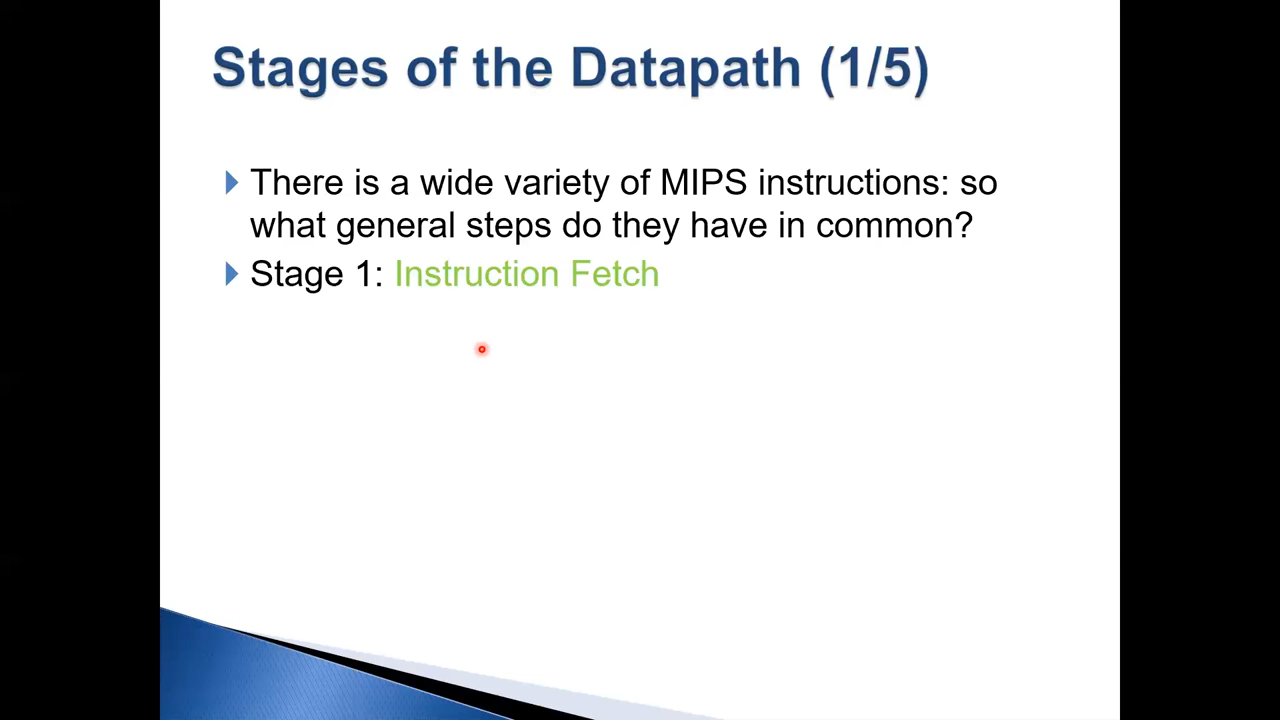 Stages of the Datapath (1/5)
There is a wide variety of MIPS instructions: so
what general steps do they have in common?
Stage 1: Instruction Fetch